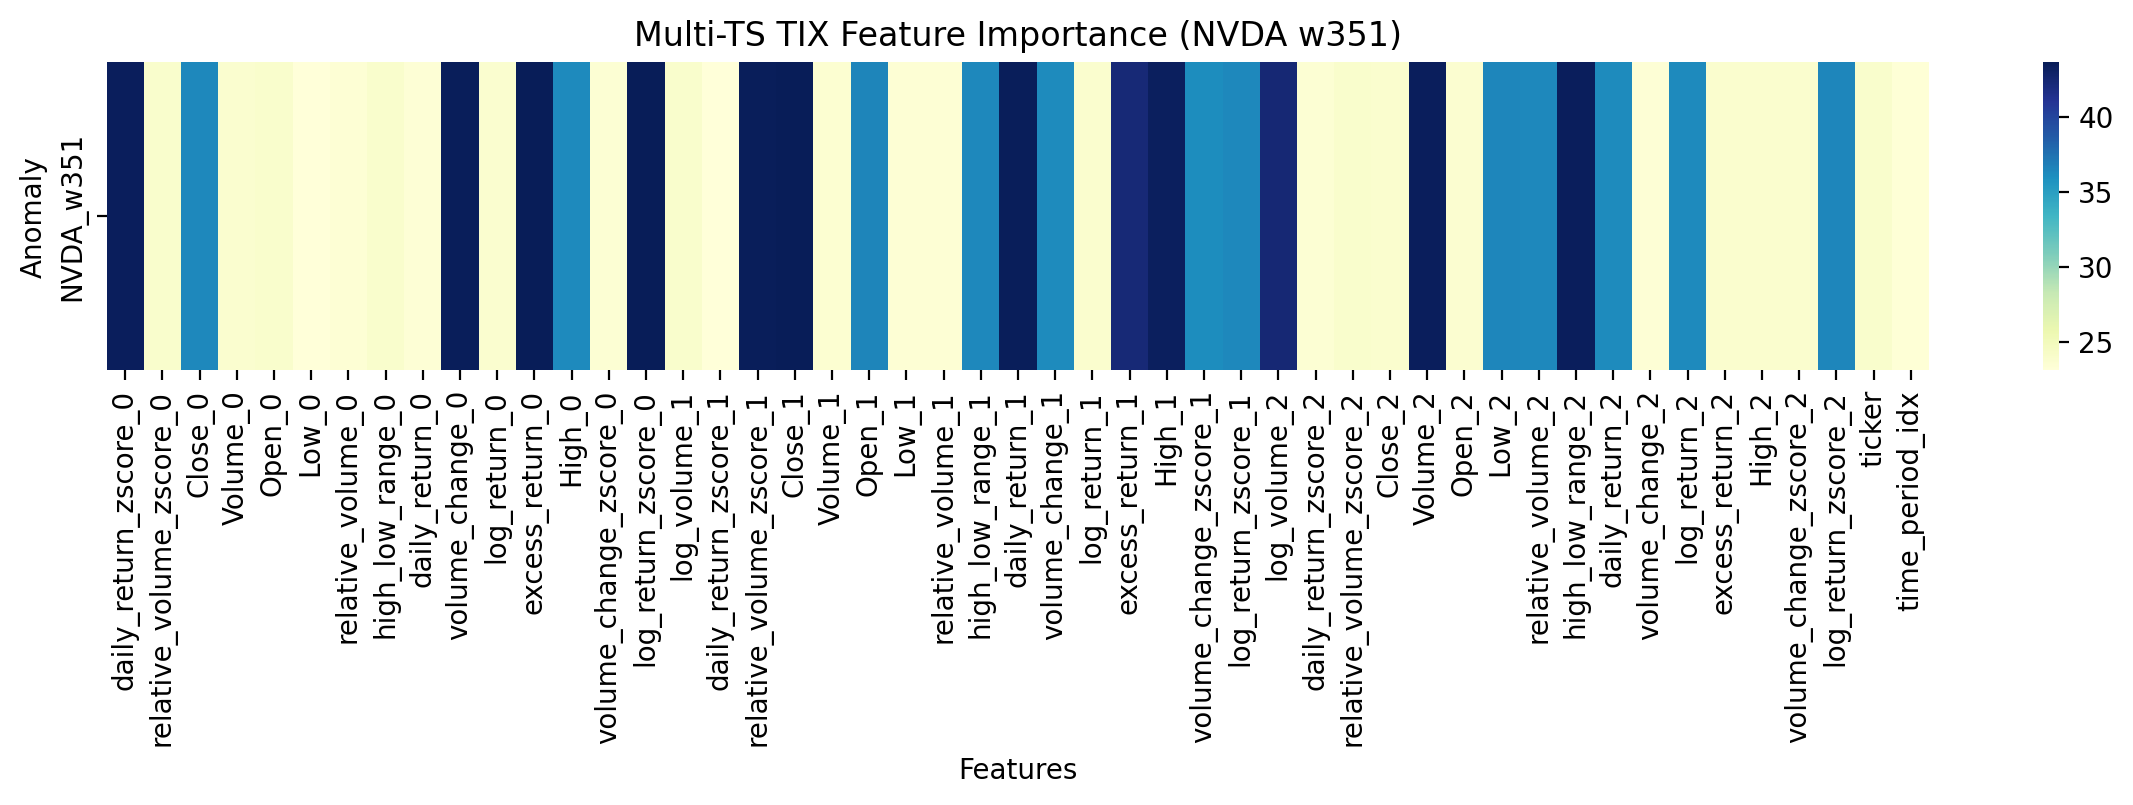 Multi-TS TIX Feature Importance (NVDA w351)
Anomaly
NVDA_w351
40
35
30
25
daily_return_zscore_0
relative_volume_zscore_0
Close_0
Volume_0
Open_0
Low_0
relative_volume_0
high_low_range_0
daily_return_0
volume_change_0
log_return_0
excess_return_0
High_0
volume_change_zscore_0
log_return_zscore_0
log_volume_1
daily_return_zscore_1
relative_volume_zscore_1
Close_1
Volume_1
Open_1
Low_1
relative_volume_1
high_low_range_1
daily_return_1
volume_change_1
log_return_1
excess_return_1
High_1
volume_change_zscore_1
log_return_zscore_1
log_volume_2
daily_return_zscore_2
relative_volume_zscore_2
Close_2
Volume_2
Open_2
Low_2
relative_volume_2
high_low_range_2
daily_return_2
volume_change_2
log_return_2
excess_return_2
High_2
volume_change_zscore_2
log_return_zscore_2
ticker
time_period_idx
Features